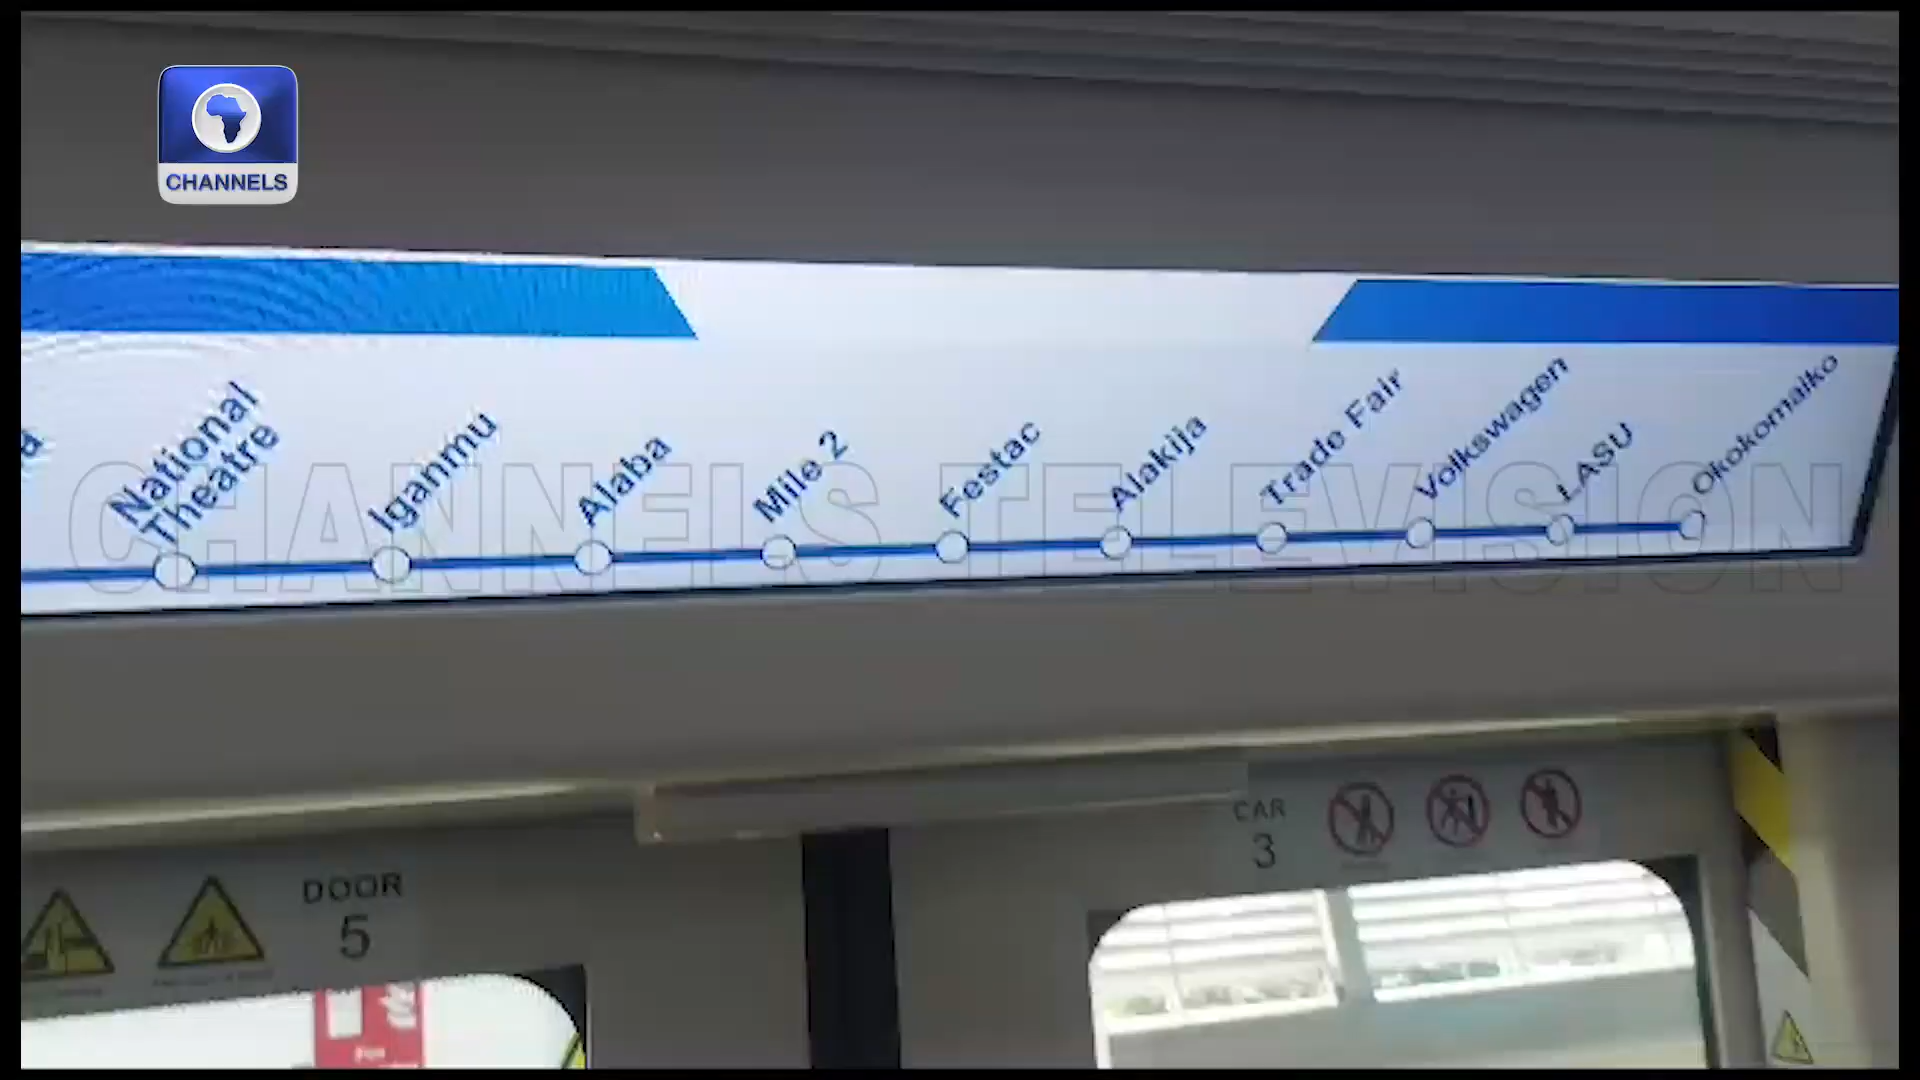 CHANNELS
National
Theatre
Iganmu
Alaba
Mile 2
Festac
Alakija
Trade Fair
Volkswagen
LASU
Okokomaiko
CHANNELS TELEVISION
CAR
3
DOOR
5